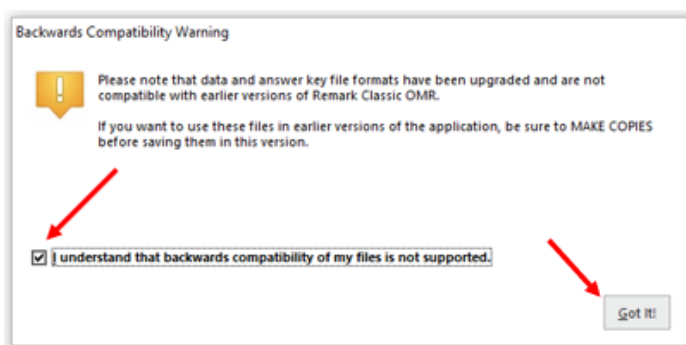 Backwards Compatibility Warning
Please note that data and answer key file formats have been upgraded and are not
compatible with earlier versions of Remark Classic OMR.
If you want to use these files in earlier versions of the application, be sure to MAKE COPIES
before saving them in this version.
I understand that backwards compatibility of my files is not supported.
Got It!